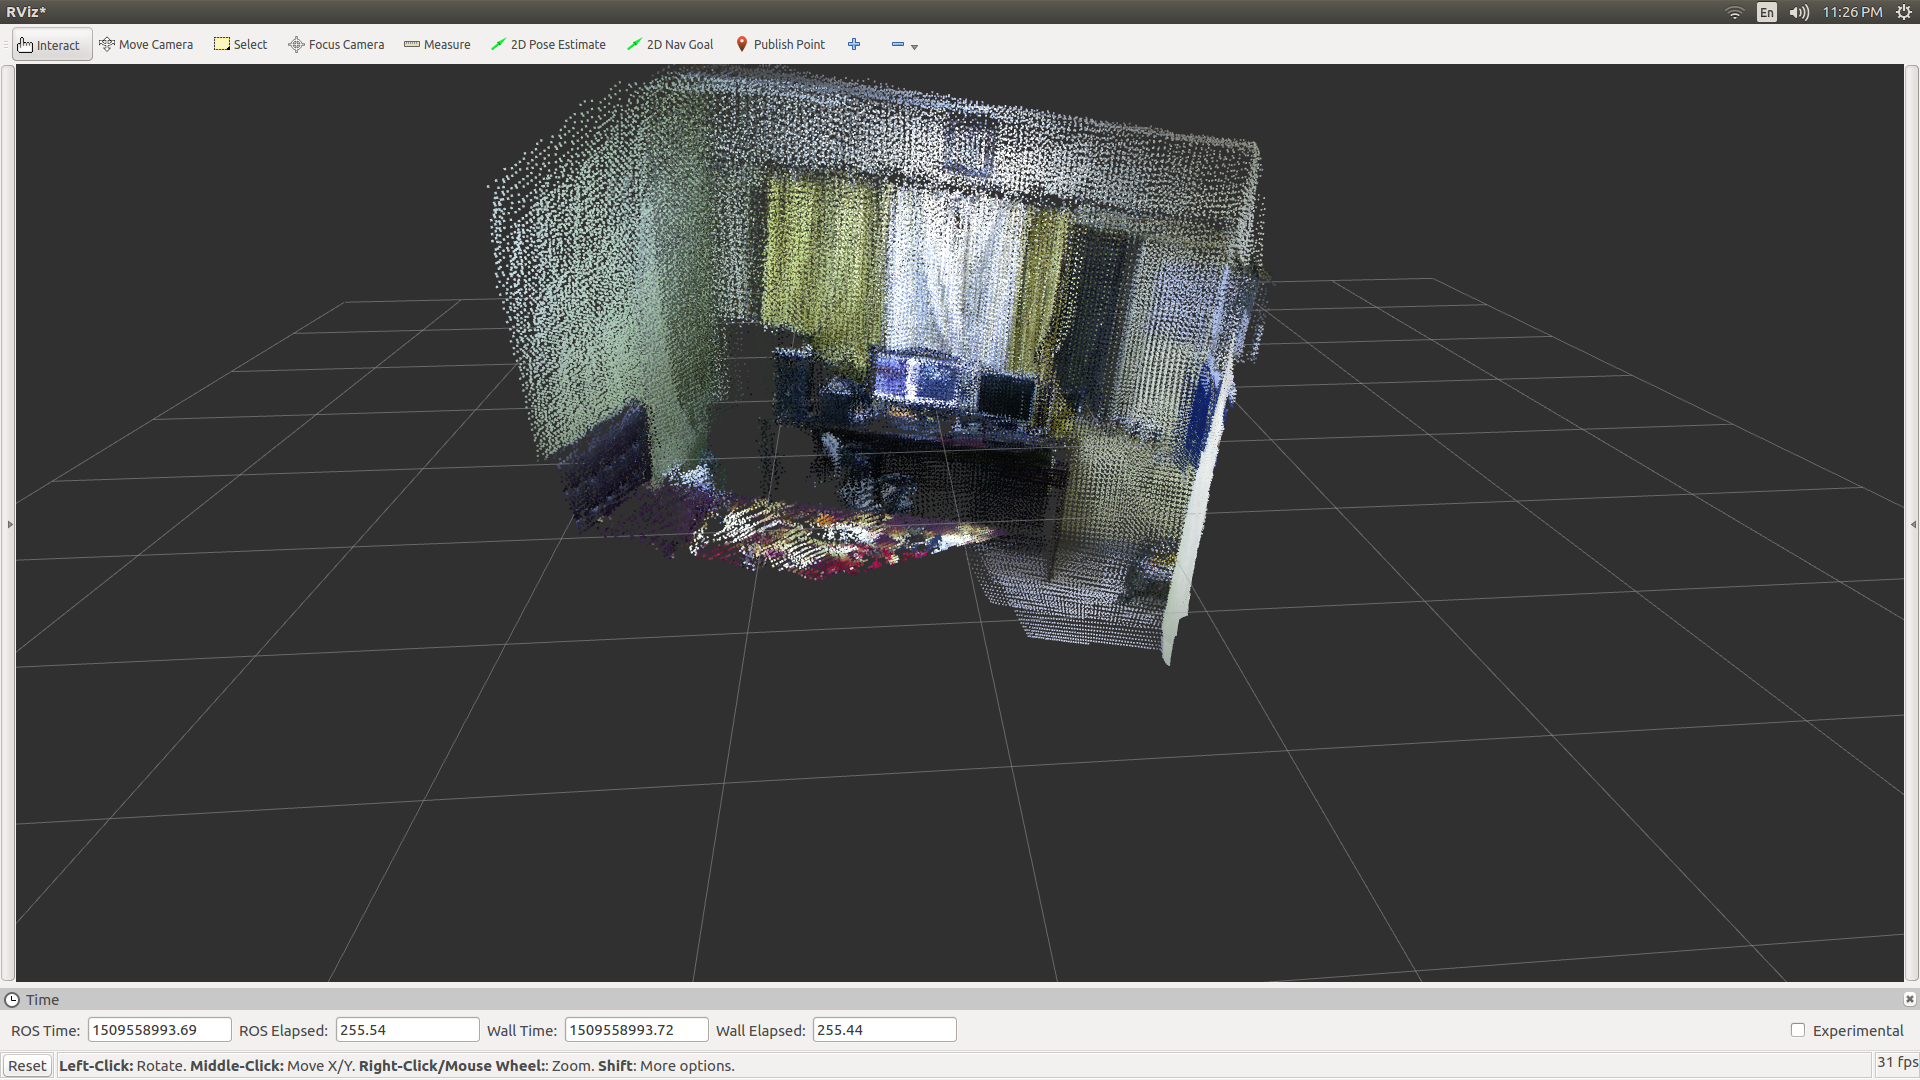 RViz*
En
11:26 PM
Interact
Move Camera
Select
Focus Camera
Measure
2D Pose Estimate
2D Nav Goal
Publish Point
Time
ROS Time: 1509558993.69 ROS Elapsed: 255.54 Wall Time: 1509558993.72 Wall Elapsed: 255.44 Experimental
Reset Left-Click: Rotate. Middle-Click: Move X/Y. Right-Click/Mouse Wheel:: Zoom. Shift: More options. 31 fps